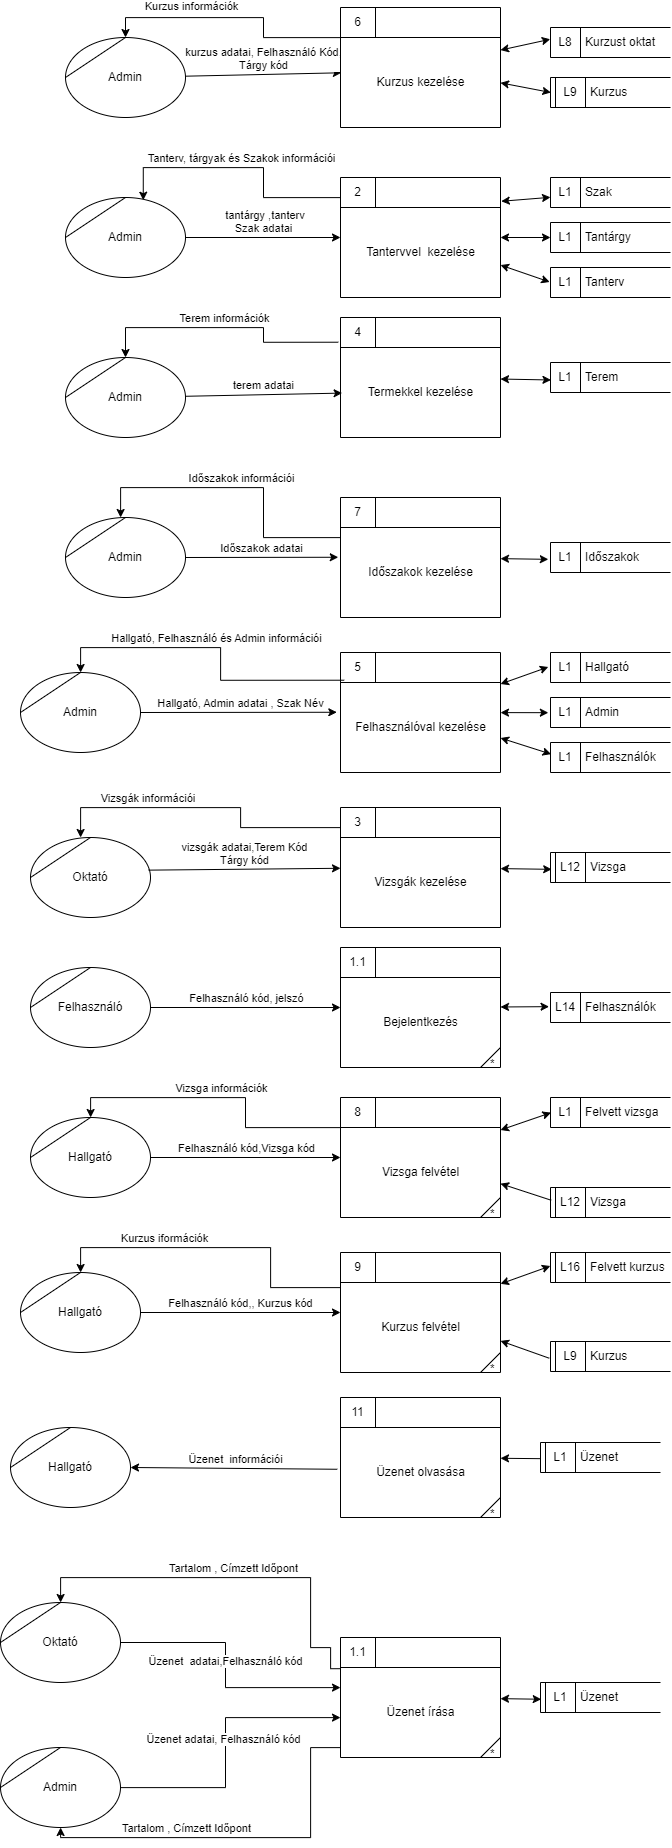 Kurzus információk
6
Admin
kurzus adatai, Felhasználó Kód
Tárgy kód
Kurzus kezelése
L8 Kurzust oktat
L9 Kurzus
Tanterv, tárgyak és Szakok információi
2
Admin
tantárgy ,tanterv
Szak adatai
Tantervvel kezelése
L1 Szak
L1 Tantárgy
L1 Tanterv
Terem információk
4
Admin
terem adatai
Termekkel kezelése
L1 Terem
Időszakok információi
7
Admin
Időszakok adatai
Időszakok kezelése
L1 Időszakok
Hallgató, Felhasználó és Admin információi
5
Admin
Hallgató, Admin adatai , Szak Név
Felhasználóval kezelése
L1 Hallgató
L1 Admin
L1 Felhasználók
Vizsgák információi
3
Oktató
vizsgák adatai,Terem Kód
Tárgy kód
Vizsgák kezelése
L12 Vizsga
1.1
Felhasználó
Felhasználó kód, jelszó
Bejelentkezés
*
L14 Felhasználók
Vizsga információk
8
Hallgató
Felhasználó kód,Vizsga kód
Vizsga felvétel
*
L1 Felvett vizsga
L12 Vizsga
Kurzus iformációk
9
Hallgató
Felhasználó kód,, Kurzus kód
Kurzus felvétel
*
L16 Felvett kurzus
L9 Kurzus
11
Hallgató
Üzenet információi
Üzenet olvasása
*
L1 Üzenet
Tartalom , Címzett Időpont
Oktató
Üzenet adatai,Felhasználó kód
1.1
Üzenet írása
*
L1 Üzenet
Üzenet adatai, Felhasználó kód
Admin
Tartalom , Címzett Időpont